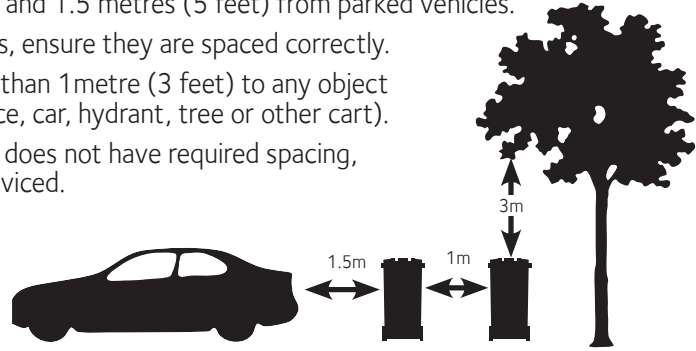 and 1.5 metres (5 feet) from parked vehicles.
s, ensure they are spaced correctly.
than 1metre (3 feet) to any object
ce, car, hydrant, tree or other cart).
does not have required spacing,
viced.
3m
1.5m
1m